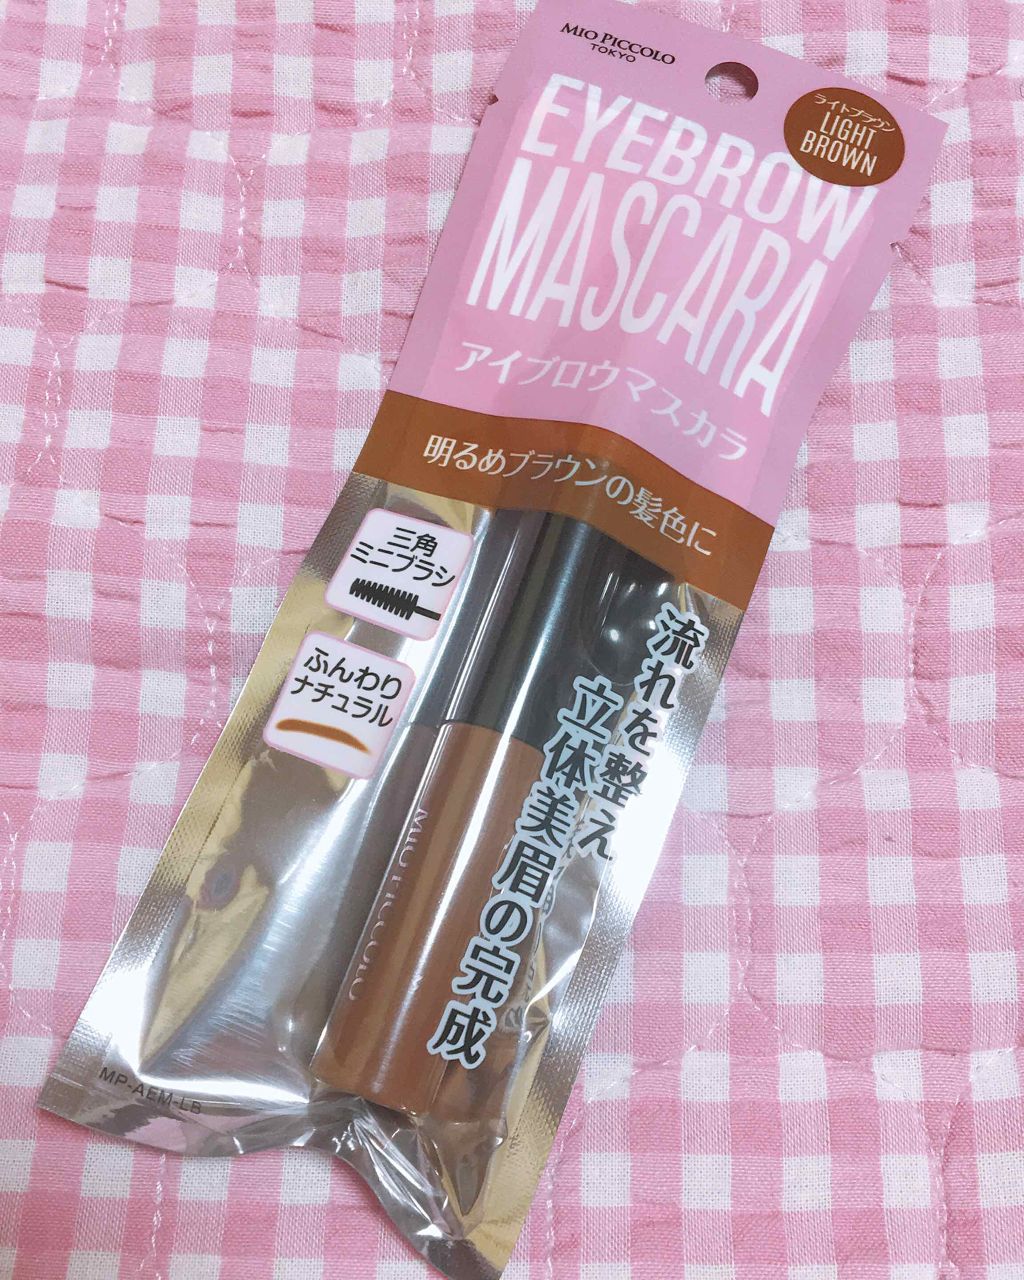 MIO PICCOLO
TOKYO
ライトブラウン
LIGHT
BROWN
EYEBROW
MASCARA
アイブロウマスカラ
明るめブラウンの髪色に
三角
ミニブラシ
ふんわり
ナチュラル
流れを整え
立体美眉の完成
MIO PICCOLO
MP-AEM-LB